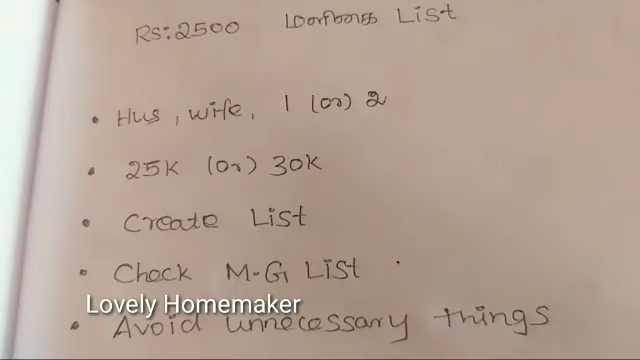 RS:2500 மளிகை List
• Hus, wife, 1 (or) 2
• 25K (or) 30K
• Create List
• Check M-G List
Lovely Homemaker
• Avoid unnecessary things